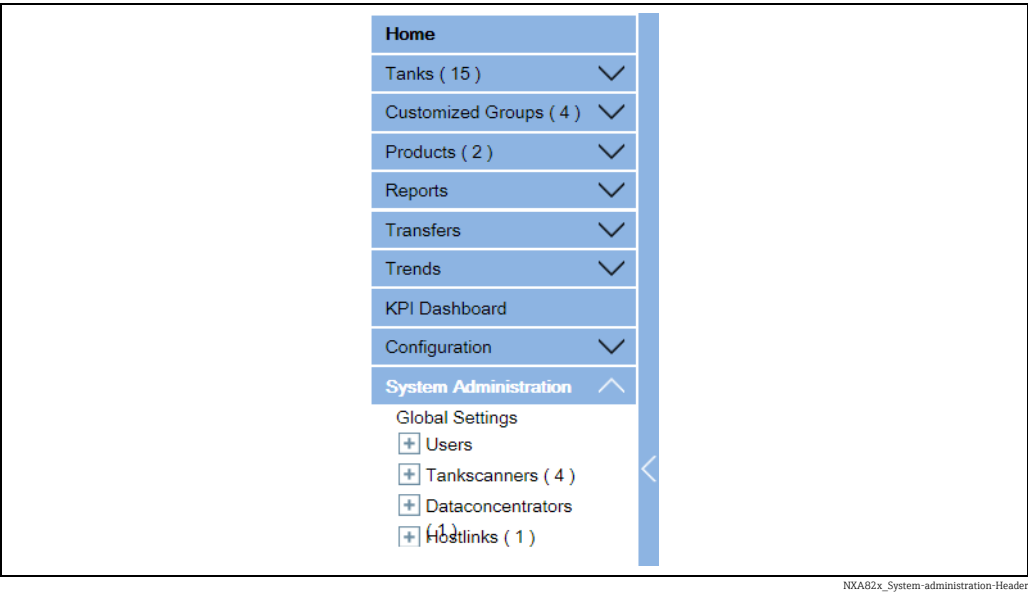 Home
Tanks ( 15 )
Customized Groups ( 4 )
Products ( 2 )
Reports
Transfers
Trends
KPI Dashboard
Configuration
System Administration
Global Settings
Users
Tankscanners ( 4 )
Dataconcentrators
( 1 )
Hostlinks ( 1 )
NXA82x_System-administration-Header